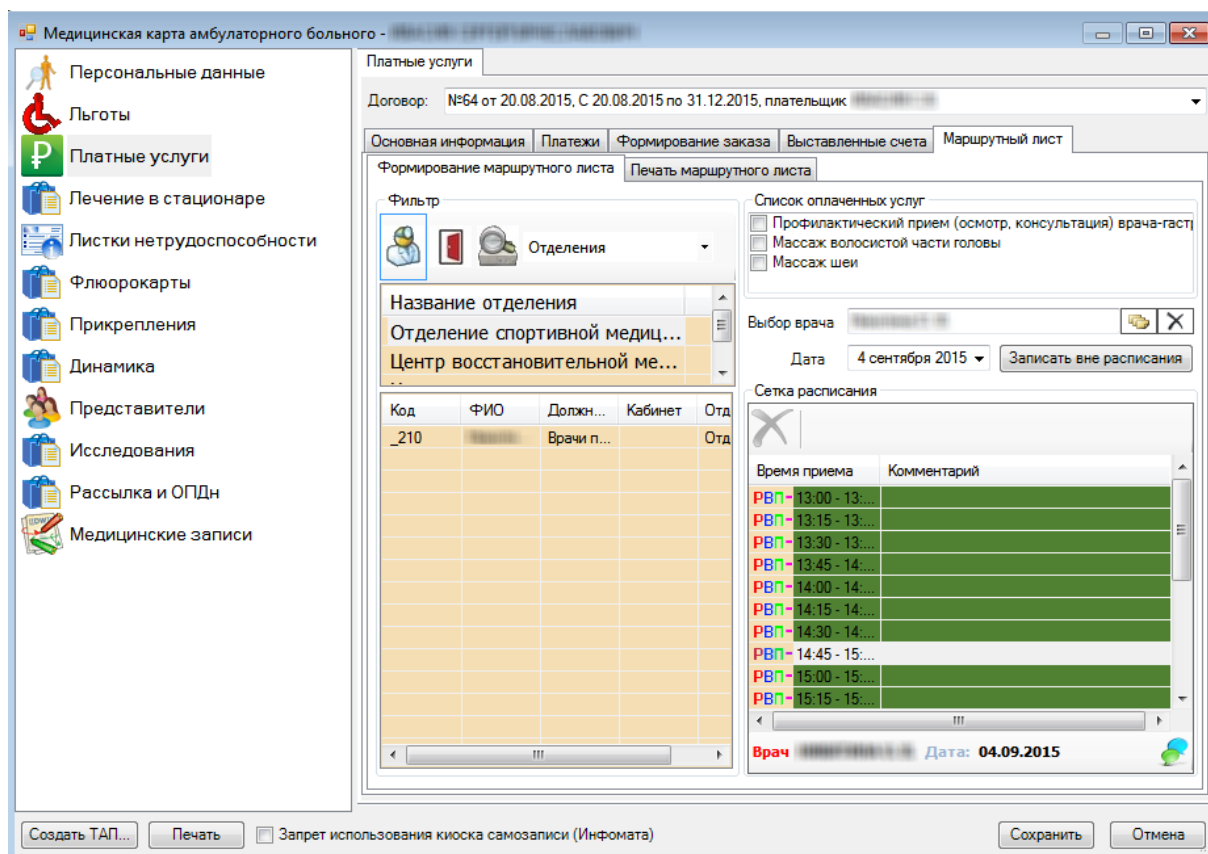 Медицинская карта амбулаторного больного -
Персональные данные
Льготы
Платные услуги
Лечение в стационаре
Листки нетрудоспособности
Флюорокарты
Прикрепления
Динамика
Представители
Исследования
Рассылка и ОПДн
Медицинские записи
Платные услуги
Договор: №64 от 20.08.2015, С 20.08.2015 по 31.12.2015, плательщик
Основная информация Платежи Формирование заказа Выставленные счета Маршрутный лист
Формирование маршрутного листа Печать маршрутного листа
Фильтр
Отделения
Название отделения
Отделение спортивной медиц...
Центр восстановительной ме...
Код ФИО Должн... Кабинет Отд
_210 Врачи п... Отд
Список оплаченных услуг
Профилактический прием (осмотр, консультация) врача-гаст
Массаж волосистой части головы
Массаж шеи
Выбор врача
Дата 4 сентября 2015 Записать вне расписания
Сетка расписания
Время приема Комментарий
РВП- 13:00 - 13:...
РВП- 13:15 - 13:...
РВП- 13:30 - 13:...
РВП- 13:45 - 14:...
РВП- 14:00 - 14:...
РВП- 14:15 - 14:...
РВП- 14:30 - 14:...
РВП- 14:45 - 15:...
РВП- 15:00 - 15:...
РВП- 15:15 - 15:...
Врач Дата: 04.09.2015
Создать ТАП... Печать Запрет использования киоска самозаписи (Инфомата) Сохранить Отмена